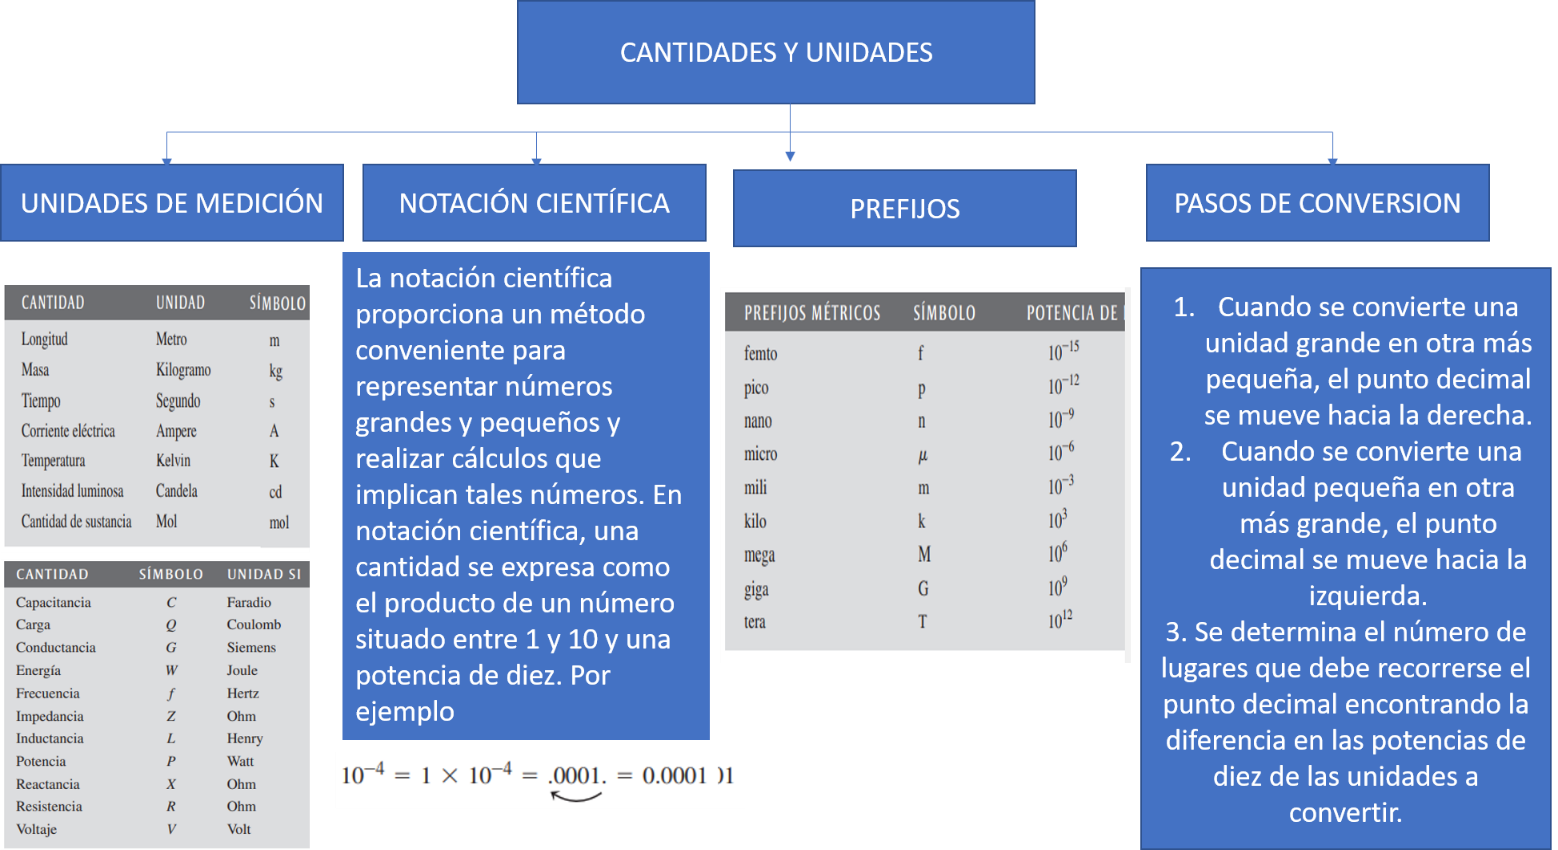 CANTIDADES Y UNIDADES
UNIDADES DE MEDICIÓN
CANTIDAD UNIDAD SÍMBOLO
Longitud Metro m
Masa Kilogramo kg
Tiempo Segundo s
Corriente eléctrica Ampere A
Temperatura Kelvin K
Intensidad luminosa Candela cd
Cantidad de sustancia Mol mol
CANTIDAD SÍMBOLO UNIDAD SI
Capacitancia C Faradio
Carga Q Coulomb
Conductancia G Siemens
Energía W Joule
Frecuencia f Hertz
Impedancia Z Ohm
Inductancia L Henry
Potencia P Watt
Reactancia X Ohm
Resistencia R Ohm
Voltaje V Volt
NOTACIÓN CIENTÍFICA
La notación científica
proporciona un método
conveniente para
representar números
grandes y pequeños y
realizar cálculos que
implican tales números. En
notación científica, una
cantidad se expresa como
el producto de un número
situado entre 1 y 10 y una
potencia de diez. Por
ejemplo
10⁻⁴ = 1 × 10⁻⁴ = .0001. = 0.0001 )1
PREFIJOS
PREFIJOS MÉTRICOS SÍMBOLO POTENCIA DE
femto f 10⁻¹⁵
pico p 10⁻¹²
nano n 10⁻⁹
micro μ 10⁻⁶
mili m 10⁻³
kilo k 10³
mega M 10⁶
giga G 10⁹
tera T 10¹²
PASOS DE CONVERSION
1. Cuando se convierte una
unidad grande en otra más
pequeña, el punto decimal
se mueve hacia la derecha.
2. Cuando se convierte una
unidad pequeña en otra
más grande, el punto
decimal se mueve hacia la
izquierda.
3. Se determina el número de
lugares que debe recorrerse el
punto decimal encontrando la
diferencia en las potencias de
diez de las unidades a
convertir.